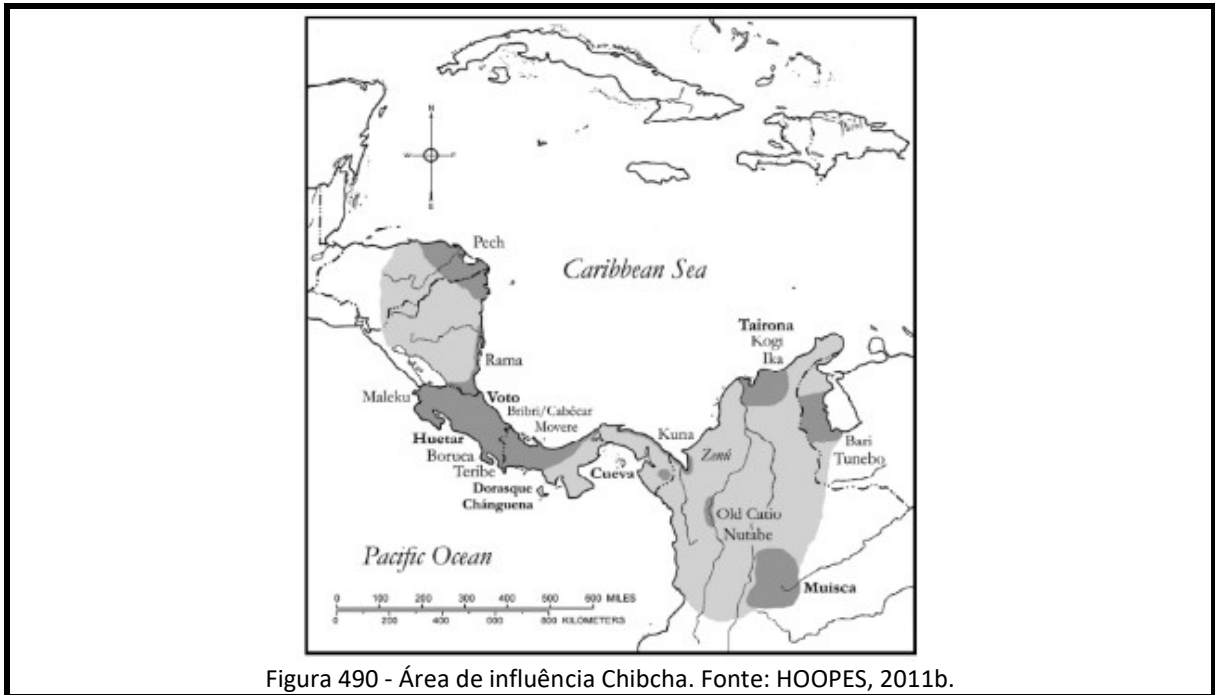 N
W
E
S
Pech
Caribbean Sea
Tairona
Kogi
Ika
Rama
Maleku
Voto
Bribri/Cabécar
Movere
Huetar
Boruca
Teribe
Dorasque
Chánguena
Cueva
Kuna
Zenú
Bari
Tunebo
Old Catio
Nutabe
Muisca
Pacific Ocean
0 100 200 300 400 600 MILES
0 200 400 600 800 KILOMETERS
Figura 490 - Área de influência Chibcha. Fonte: HOOPES, 2011b.